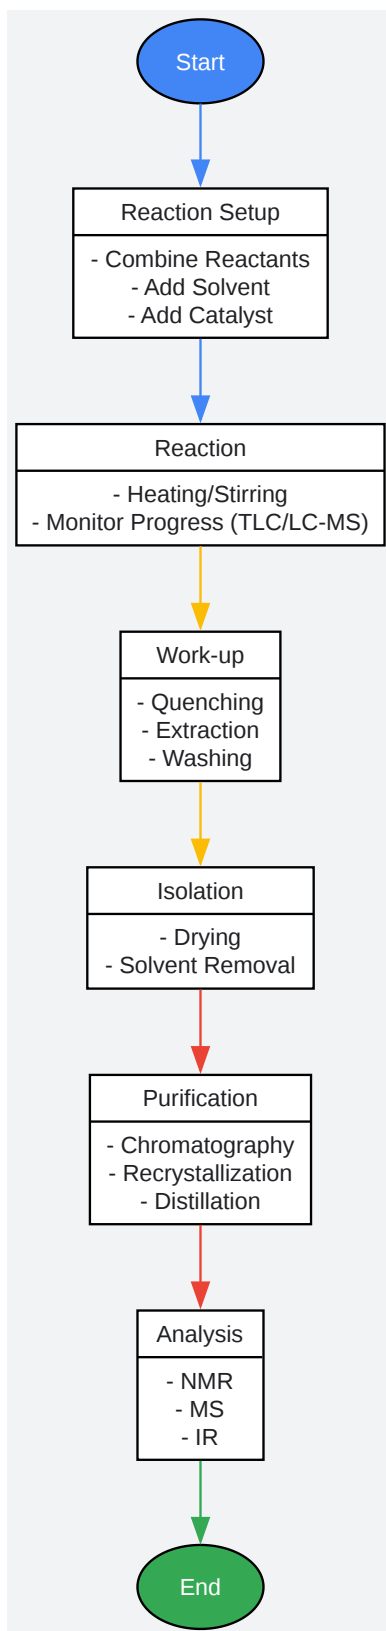 Start
Reaction Setup
- Combine Reactants
- Add Solvent
- Add Catalyst
Reaction
- Heating/Stirring
- Monitor Progress (TLC/LC-MS)
Work-up
- Quenching
- Extraction
- Washing
Isolation
- Drying
- Solvent Removal
Purification
- Chromatography
- Recrystallization
- Distillation
Analysis
- NMR
- MS
- IR
End